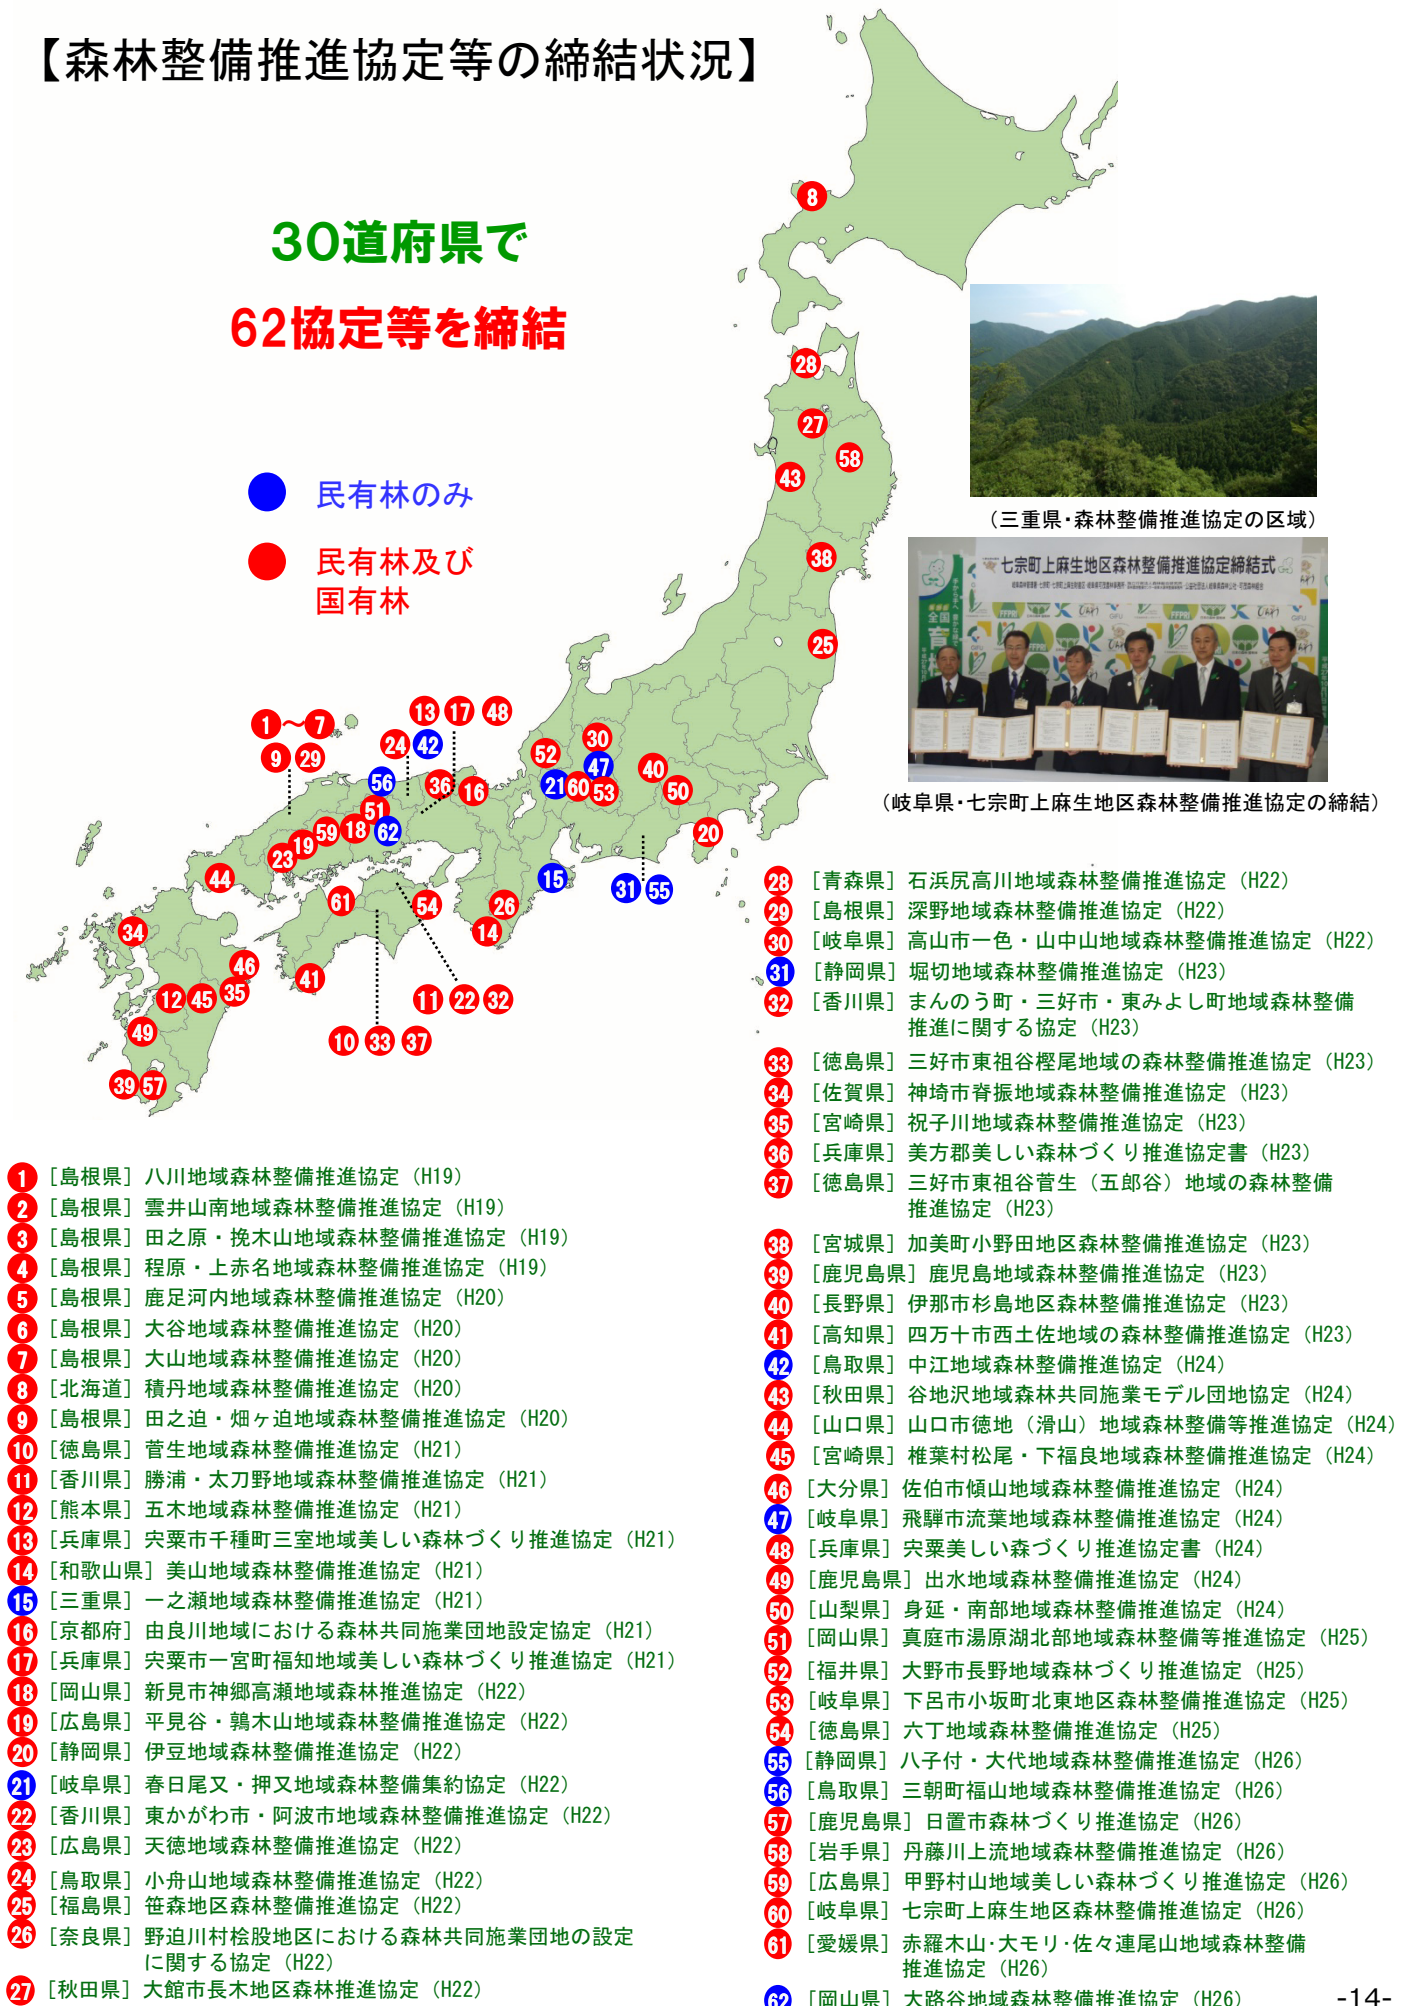 【森林整備推進協定等の締結状況】
30道府県で
62協定等を締結
民有林のみ
民有林及び
国有林
8
28
27
58
43
38
25
(三重県・森林整備推進協定の区域)
七宗町上麻生地区森林整備推進協定締結式
(岐阜県・七宗町上麻生地区森林整備推進協定の締結)
1～7
9 29
13 17 48
24 42
56
36 16
51
59 18 62
19
23
44
52
30
47
21 60 53
40
50
20
15
31 55
61
54
26
14
34
46
41
12 45 35
11 22 32
49
10 33 37
39 57
1 [島根県] 八川地域森林整備推進協定 (H19)
2 [島根県] 雲井山南地域森林整備推進協定 (H19)
3 [島根県] 田之原・挽木山地域森林整備推進協定 (H19)
4 [島根県] 程原・上赤名地域森林整備推進協定 (H19)
5 [島根県] 鹿足河内地域森林整備推進協定 (H20)
6 [島根県] 大谷地域森林整備推進協定 (H20)
7 [島根県] 大山地域森林整備推進協定 (H20)
8 [北海道] 積丹地域森林整備推進協定 (H20)
9 [島根県] 田之迫・畑ヶ迫地域森林整備推進協定 (H20)
10 [徳島県] 菅生地域森林整備推進協定 (H21)
11 [香川県] 勝浦・太刀野地域森林整備推進協定 (H21)
12 [熊本県] 五木地域森林整備推進協定 (H21)
13 [兵庫県] 宍粟市千種町三室地域美しい森林づくり推進協定 (H21)
14 [和歌山県] 美山地域森林整備推進協定 (H21)
15 [三重県] 一之瀬地域森林整備推進協定 (H21)
16 [京都府] 由良川地域における森林共同施業団地設定協定 (H21)
17 [兵庫県] 宍粟市一宮町福知地域美しい森林づくり推進協定 (H21)
18 [岡山県] 新見市神郷高瀬地域森林推進協定 (H22)
19 [広島県] 平見谷・鶉木山地域森林整備推進協定 (H22)
20 [静岡県] 伊豆地域森林整備推進協定 (H22)
21 [岐阜県] 春日尾又・押又地域森林整備集約協定 (H22)
22 [香川県] 東かがわ市・阿波市地域森林整備推進協定 (H22)
23 [広島県] 天徳地域森林整備推進協定 (H22)
24 [鳥取県] 小舟山地域森林整備推進協定 (H22)
25 [福島県] 笹森地区森林整備推進協定 (H22)
26 [奈良県] 野迫川村桧股地区における森林共同施業団地の設定
に関する協定 (H22)
27 [秋田県] 大館市長木地区森林推進協定 (H22)
28 [青森県] 石浜尻高川地域森林整備推進協定 (H22)
29 [島根県] 深野地域森林整備推進協定 (H22)
30 [岐阜県] 高山市一色・山中山地域森林整備推進協定 (H22)
31 [静岡県] 堀切地域森林整備推進協定 (H23)
32 [香川県] まんのう町・三好市・東みよし町地域森林整備
推進に関する協定 (H23)
33 [徳島県] 三好市東祖谷樫尾地域の森林整備推進協定 (H23)
34 [佐賀県] 神埼市脊振地域森林整備推進協定 (H23)
35 [宮崎県] 祝子川地域森林整備推進協定 (H23)
36 [兵庫県] 美方郡美しい森林づくり推進協定書 (H23)
37 [徳島県] 三好市東祖谷菅生（五郎谷）地域の森林整備
推進協定 (H23)
38 [宮城県] 加美町小野田地区森林整備推進協定 (H23)
39 [鹿児島県] 鹿児島地域森林整備推進協定 (H23)
40 [長野県] 伊那市杉島地区森林整備推進協定 (H23)
41 [高知県] 四万十市西土佐地域の森林整備推進協定 (H23)
42 [鳥取県] 中江地域森林整備推進協定 (H24)
43 [秋田県] 谷地沢地域森林共同施業モデル団地協定 (H24)
44 [山口県] 山口市徳地（滑山）地域森林整備等推進協定 (H24)
45 [宮崎県] 椎葉村松尾・下福良地域森林整備推進協定 (H24)
46 [大分県] 佐伯市傾山地域森林整備推進協定 (H24)
47 [岐阜県] 飛騨市流葉地域森林整備推進協定 (H24)
48 [兵庫県] 宍粟美しい森づくり推進協定書 (H24)
49 [鹿児島県] 出水地域森林整備推進協定 (H24)
50 [山梨県] 身延・南部地域森林整備推進協定 (H24)
51 [岡山県] 真庭市湯原湖北部地域森林整備等推進協定 (H25)
52 [福井県] 大野市長野地域森林づくり推進協定 (H25)
53 [岐阜県] 下呂市小坂町北東地区森林整備推進協定 (H25)
54 [徳島県] 六丁地域森林整備推進協定 (H25)
55 [静岡県] 八子付・大代地域森林整備推進協定 (H26)
56 [鳥取県] 三朝町福山地域森林整備推進協定 (H26)
57 [鹿児島県] 日置市森林づくり推進協定 (H26)
58 [岩手県] 丹藤川上流地域森林整備推進協定 (H26)
59 [広島県] 甲野村山地域美しい森林づくり推進協定 (H26)
60 [岐阜県] 七宗町上麻生地区森林整備推進協定 (H26)
61 [愛媛県] 赤羅木山･大モリ･佐々連尾山地域森林整備
推進協定 (H26)
62 [岡山県] 大路谷地域森林整備推進協定 (H26)
-14-